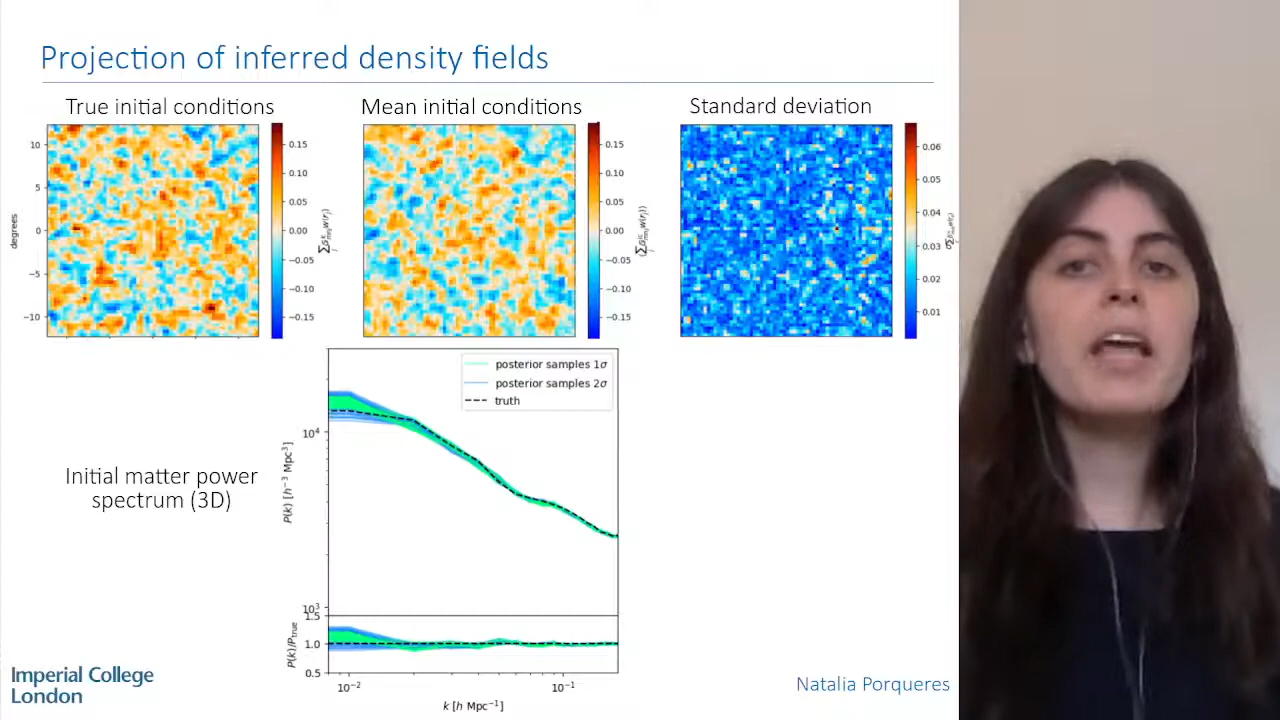 Projection of inferred density fields
True initial conditions
Mean initial conditions
Standard deviation
degrees
10
5
0
−5
−10
0.15
0.10
0.05
0.00
−0.05
−0.10
−0.15
0.15
0.10
0.05
0.00
−0.05
−0.10
−0.15
0.06
0.05
0.04
0.03
0.02
0.01
posterior samples 1σ
posterior samples 2σ
truth
Initial matter power
spectrum (3D)
P(k) [h⁻³ Mpc³]
10⁴
10³
P(k)/P_true
1.5
1.0
0.5
10⁻²
10⁻¹
k [h Mpc⁻¹]
Imperial College
London
Natalia Porqueres